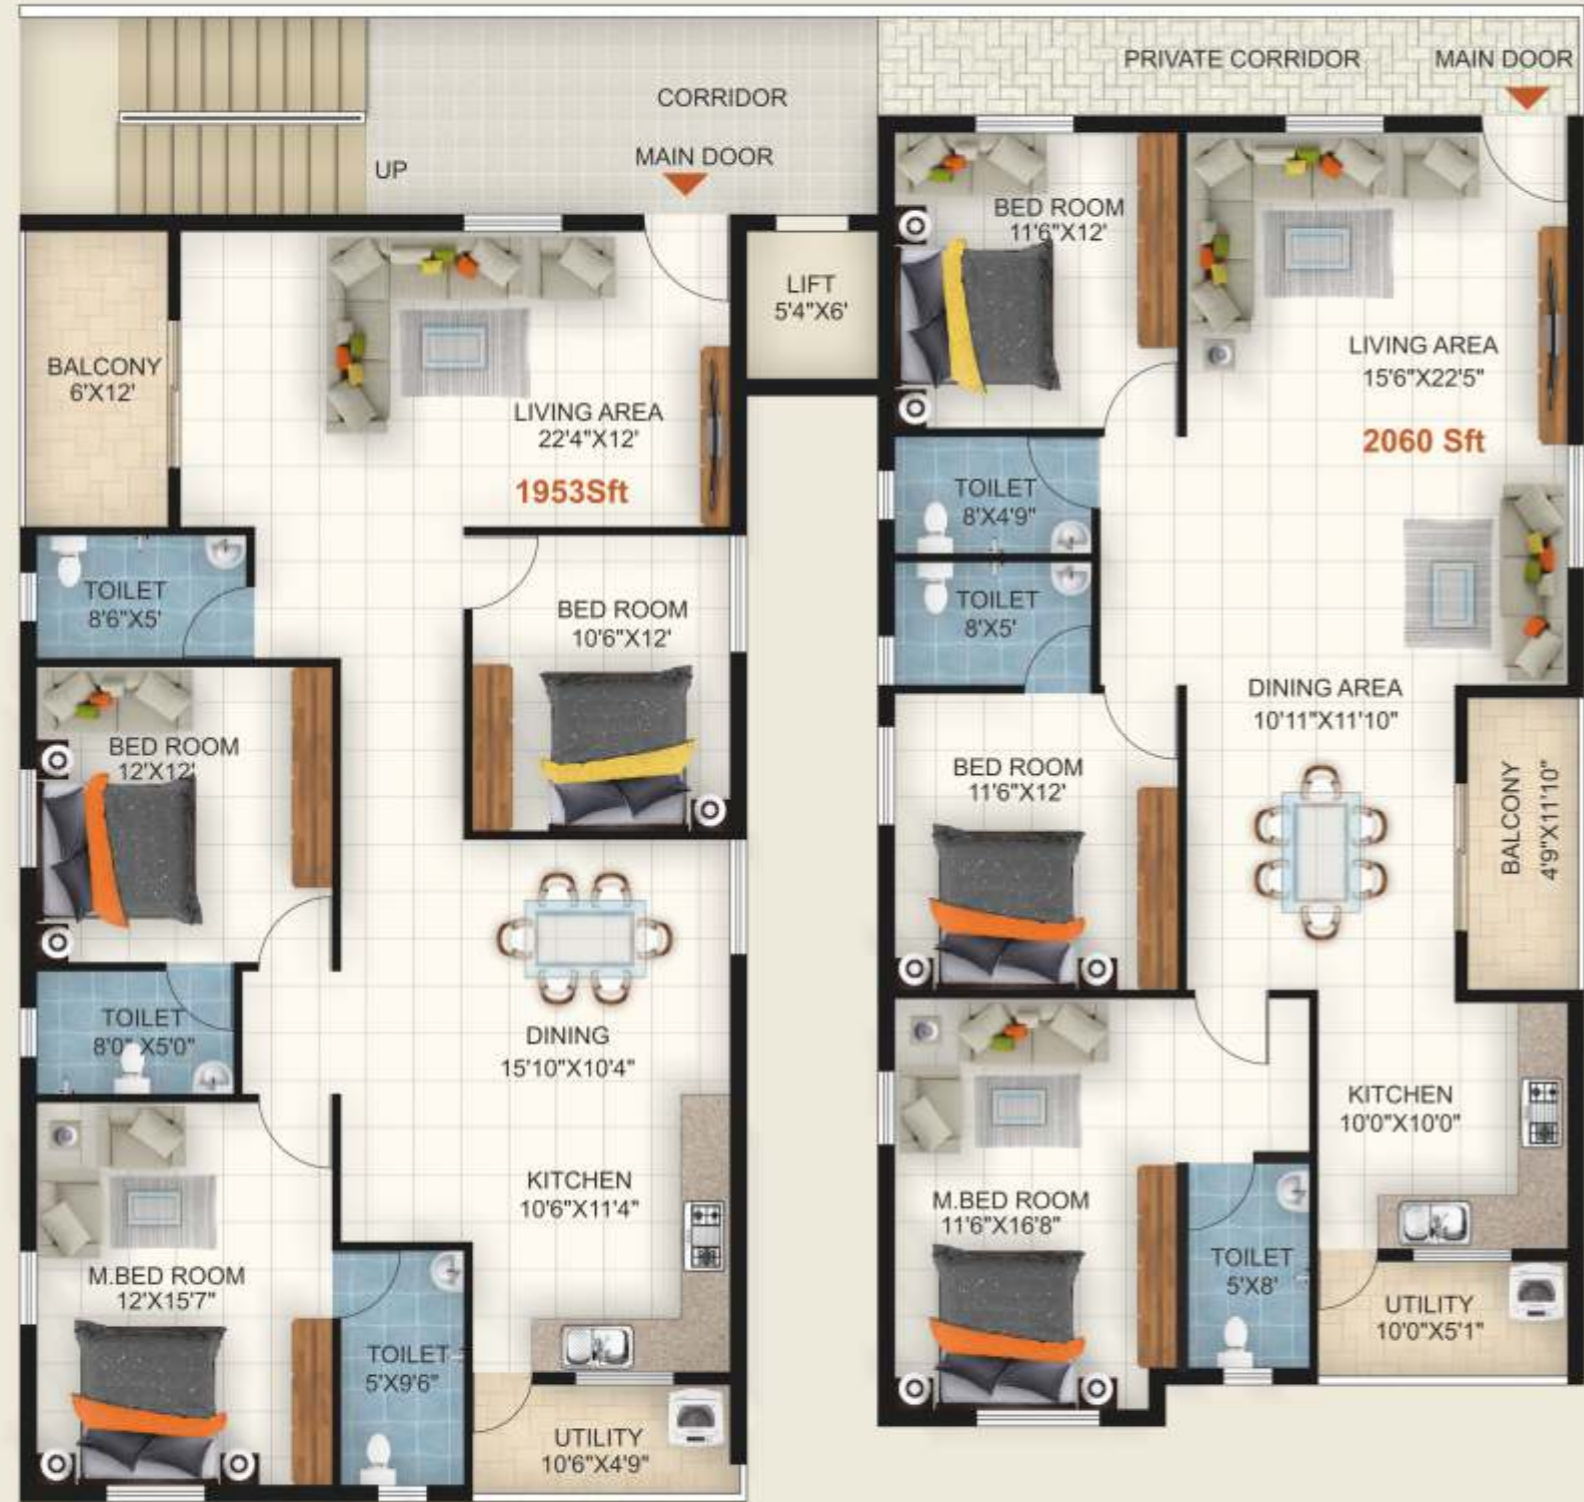 CORRIDOR
MAIN DOOR
UP
LIFT
5'4"X6'
BALCONY
6'X12'
LIVING AREA
22'4"X12'
1953Sft
TOILET
8'6"X5'
BED ROOM
10'6"X12'
BED ROOM
12'X12'
TOILET
8'0" X5'0"
DINING
15'10"X10'4"
KITCHEN
10'6"X11'4"
M.BED ROOM
12'X15'7"
TOILET
5'X9'6"
UTILITY
10'6"X4'9"
PRIVATE CORRIDOR
MAIN DOOR
BED ROOM
11'6"X12'
LIVING AREA
15'6"X22'5"
2060 Sft
TOILET
8'X4'9"
TOILET
8'X5'
DINING AREA
10'11"X11'10"
BED ROOM
11'6"X12'
BALCONY
4'9"X11'10"
KITCHEN
10'0"X10'0"
M.BED ROOM
11'6"X16'8"
TOILET
5'X8'
UTILITY
10'0"X5'1"